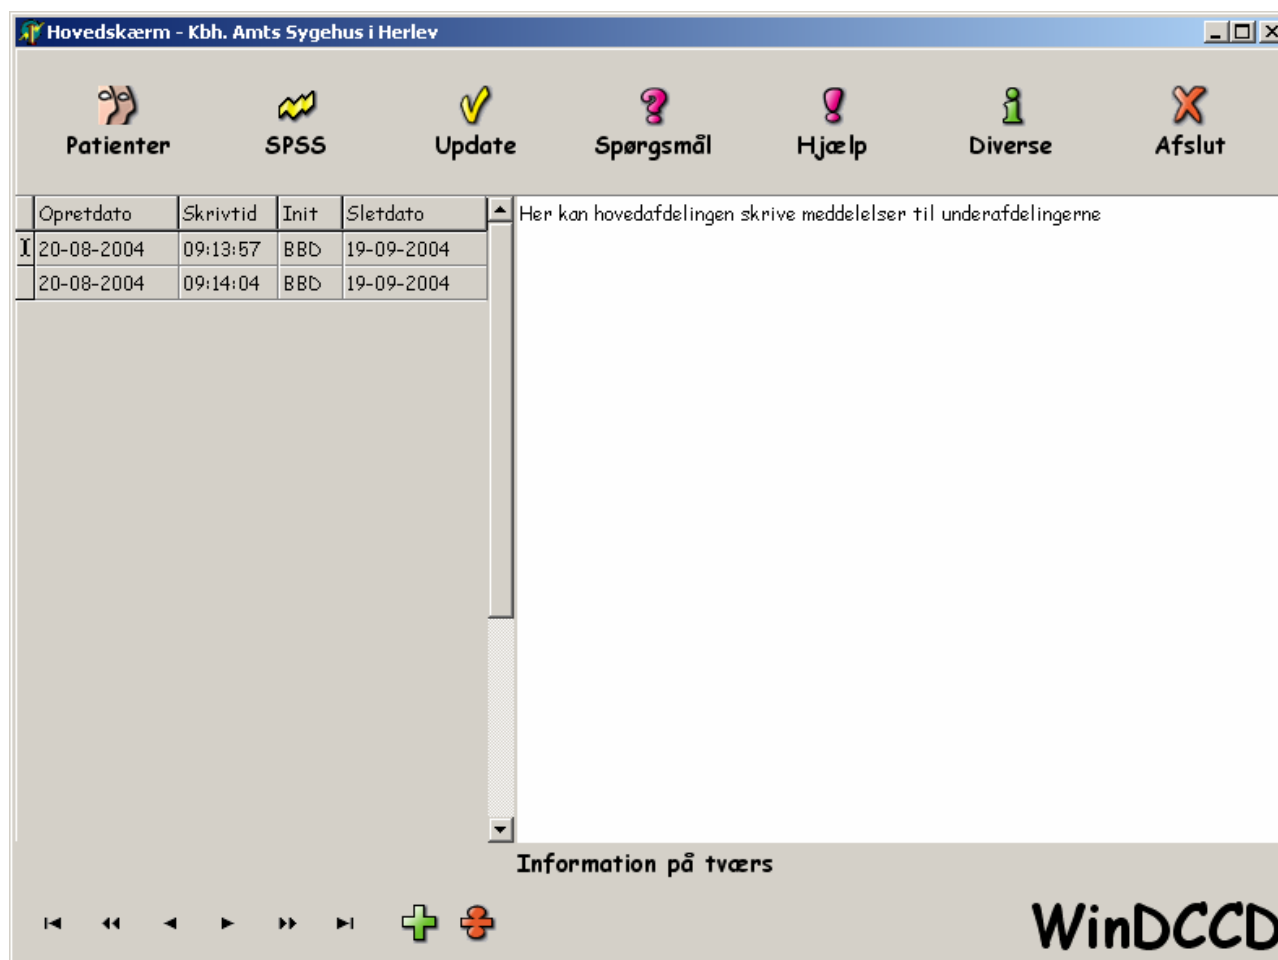 Hovedskærm - Kbh. Amts Sygehus i Herlev
Patienter SPSS Update Spørgsmål Hjælp Diverse Afslut
Opretdato Skrivtid Init Sletdato
20-08-2004 09:13:57 BBD 19-09-2004
20-08-2004 09:14:04 BBD 19-09-2004
Her kan hovedafdelingen skrive meddelelser til underafdelingerne
Information på tværs
WinDCCD